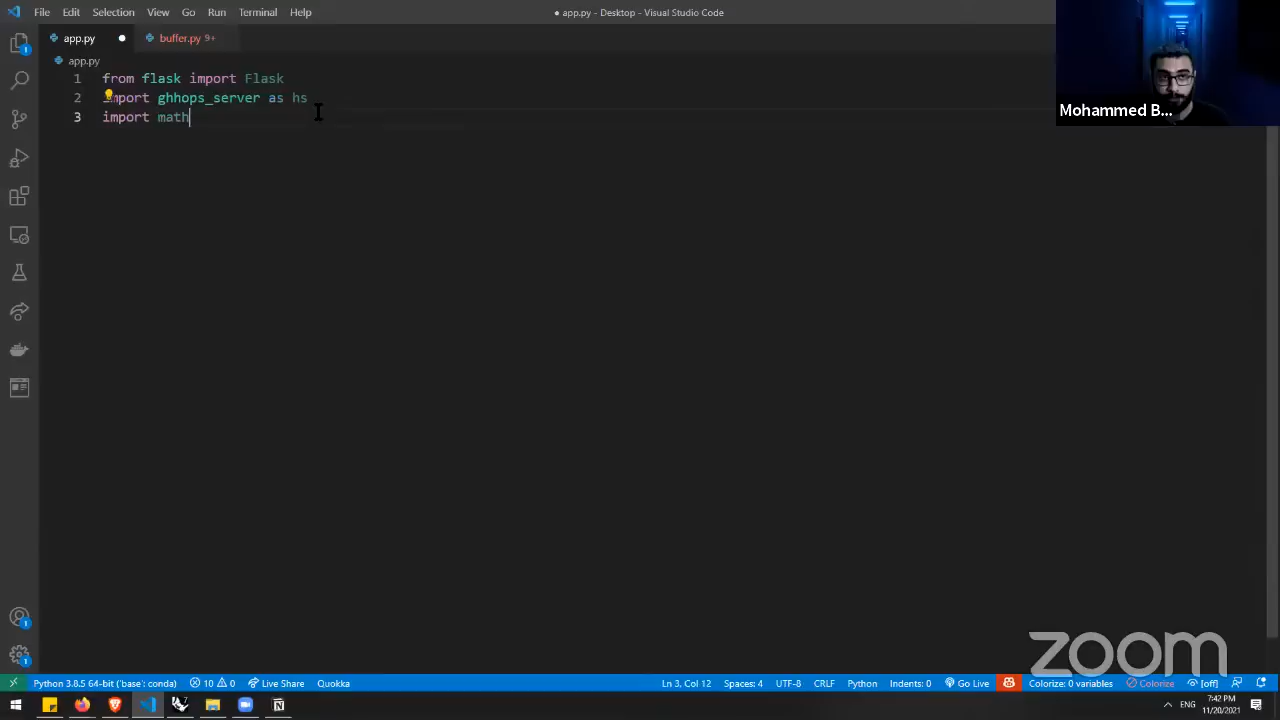 File Edit Selection View Go Run Terminal Help
● app.py - Desktop - Visual Studio Code
app.py ● buffer.py 9+
app.py
1 from flask import Flask
2 import ghhops_server as hs
3 import math
Mohammed B...
1
1
1
zoom
Python 3.8.5 64-bit ('base': conda) 10 0 Live Share Quokka Ln 3, Col 12 Spaces: 4 UTF-8 CRLF Python Indents: 0 Go Live Colorize: 0 variables Colorize [off]
ENG 7:42 PM
11/20/2021